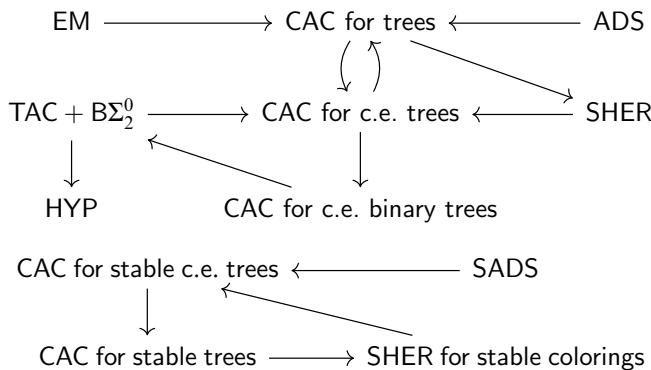 EM CAC for trees ADS
TAC + BΣ⁰₂ CAC for c.e. trees SHER
HYP CAC for c.e. binary trees
CAC for stable c.e. trees SADS
CAC for stable trees SHER for stable colorings